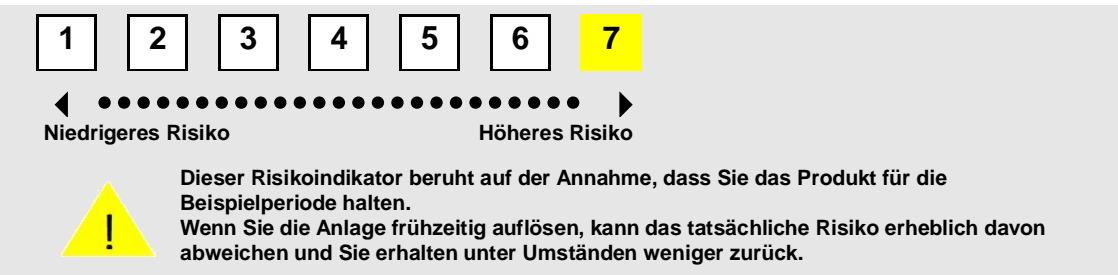 1 2 3 4 5 6 7
Niedrigeres Risiko Höheres Risiko
Dieser Risikoindikator beruht auf der Annahme, dass Sie das Produkt für die
Beispielperiode halten.
Wenn Sie die Anlage frühzeitig auflösen, kann das tatsächliche Risiko erheblich davon
abweichen und Sie erhalten unter Umständen weniger zurück.
!